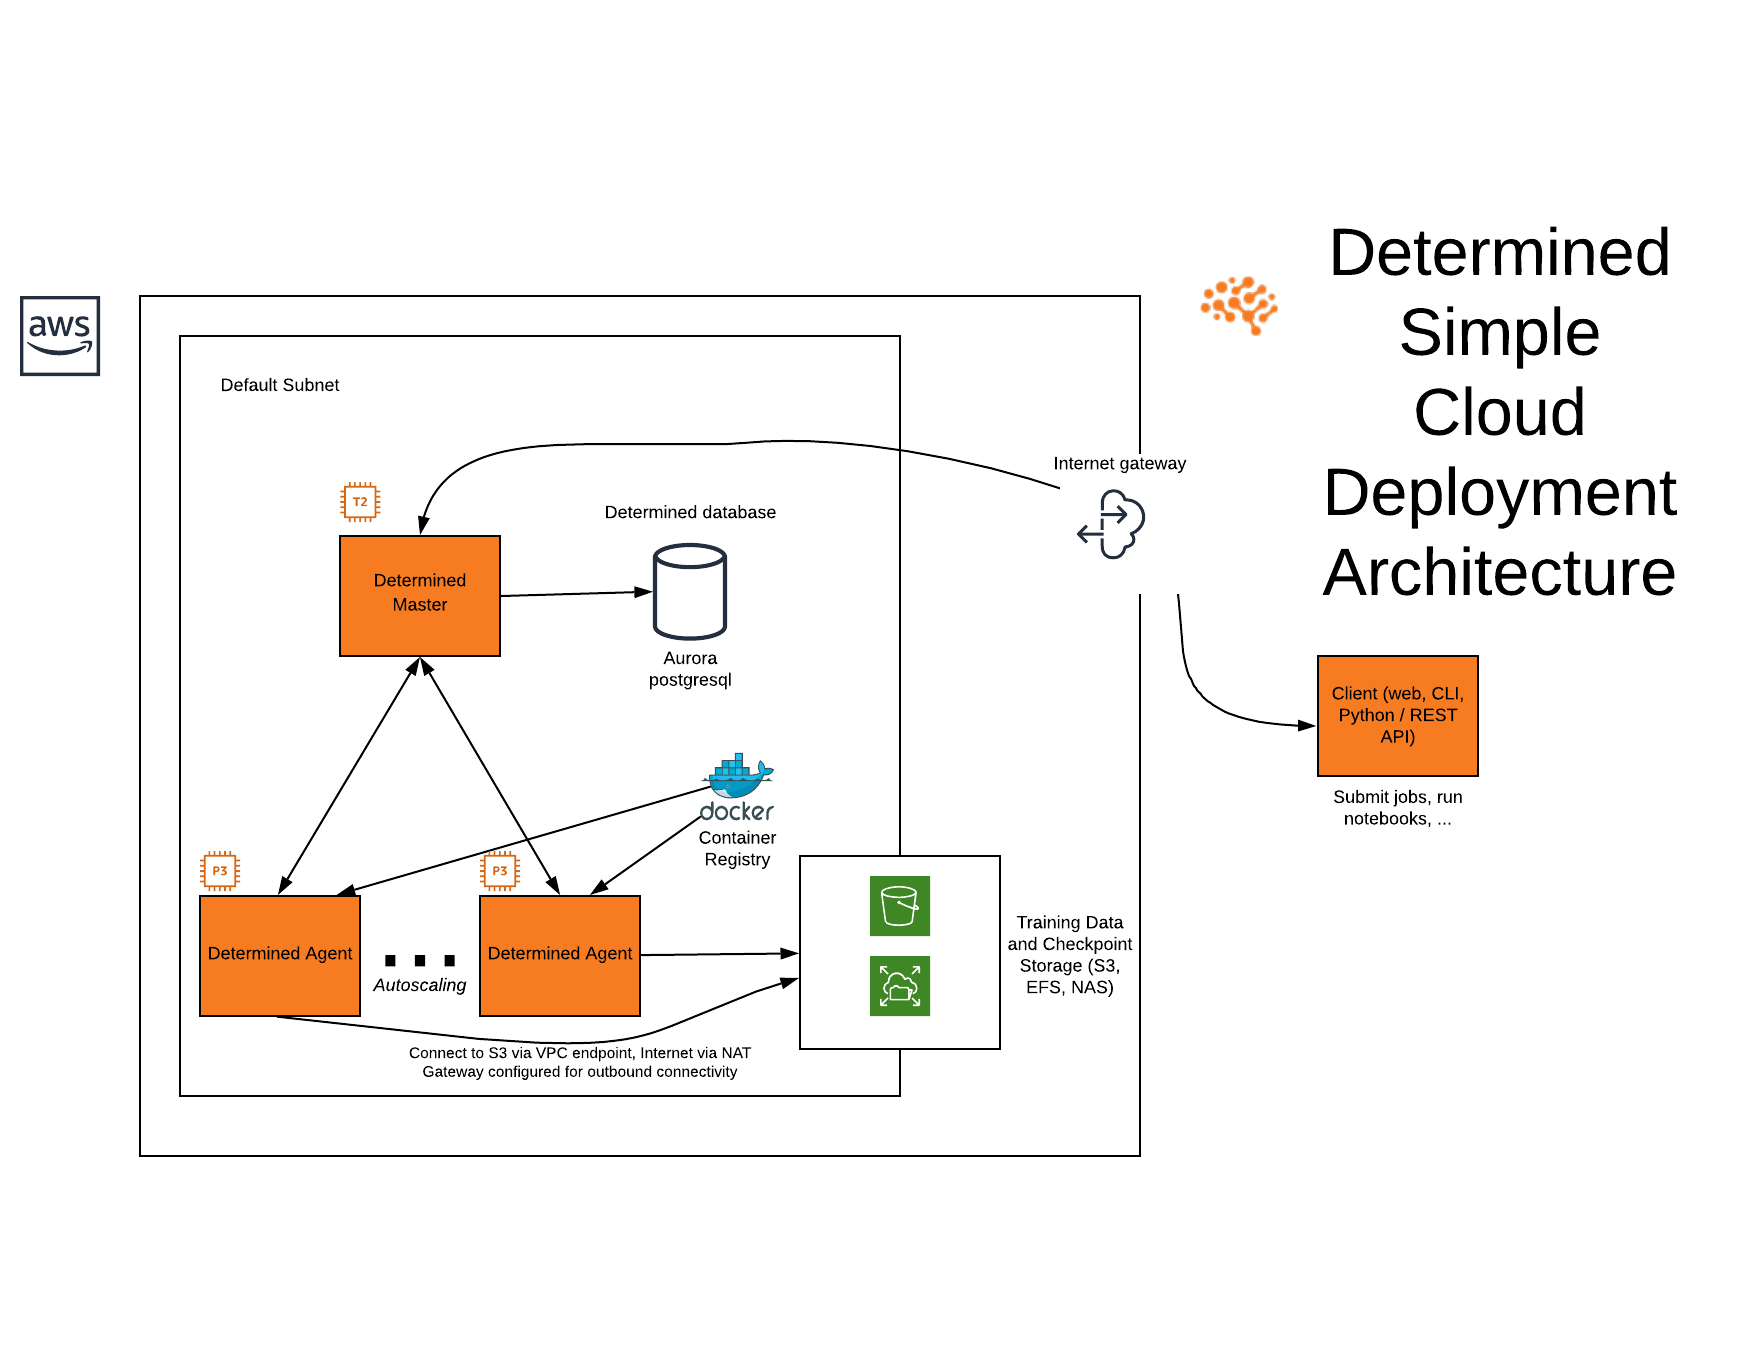 Determined
Simple
Cloud
Deployment
Architecture
aws
Default Subnet
Internet gateway
T2
Determined database
Determined
Master
Aurora
postgresql
Client (web, CLI,
Python / REST
API)
Submit jobs, run
notebooks, ...
docker
Container
Registry
P3
P3
Determined Agent
Autoscaling
Determined Agent
Training Data
and Checkpoint
Storage (S3,
EFS, NAS)
Connect to S3 via VPC endpoint, Internet via NAT
Gateway configured for outbound connectivity